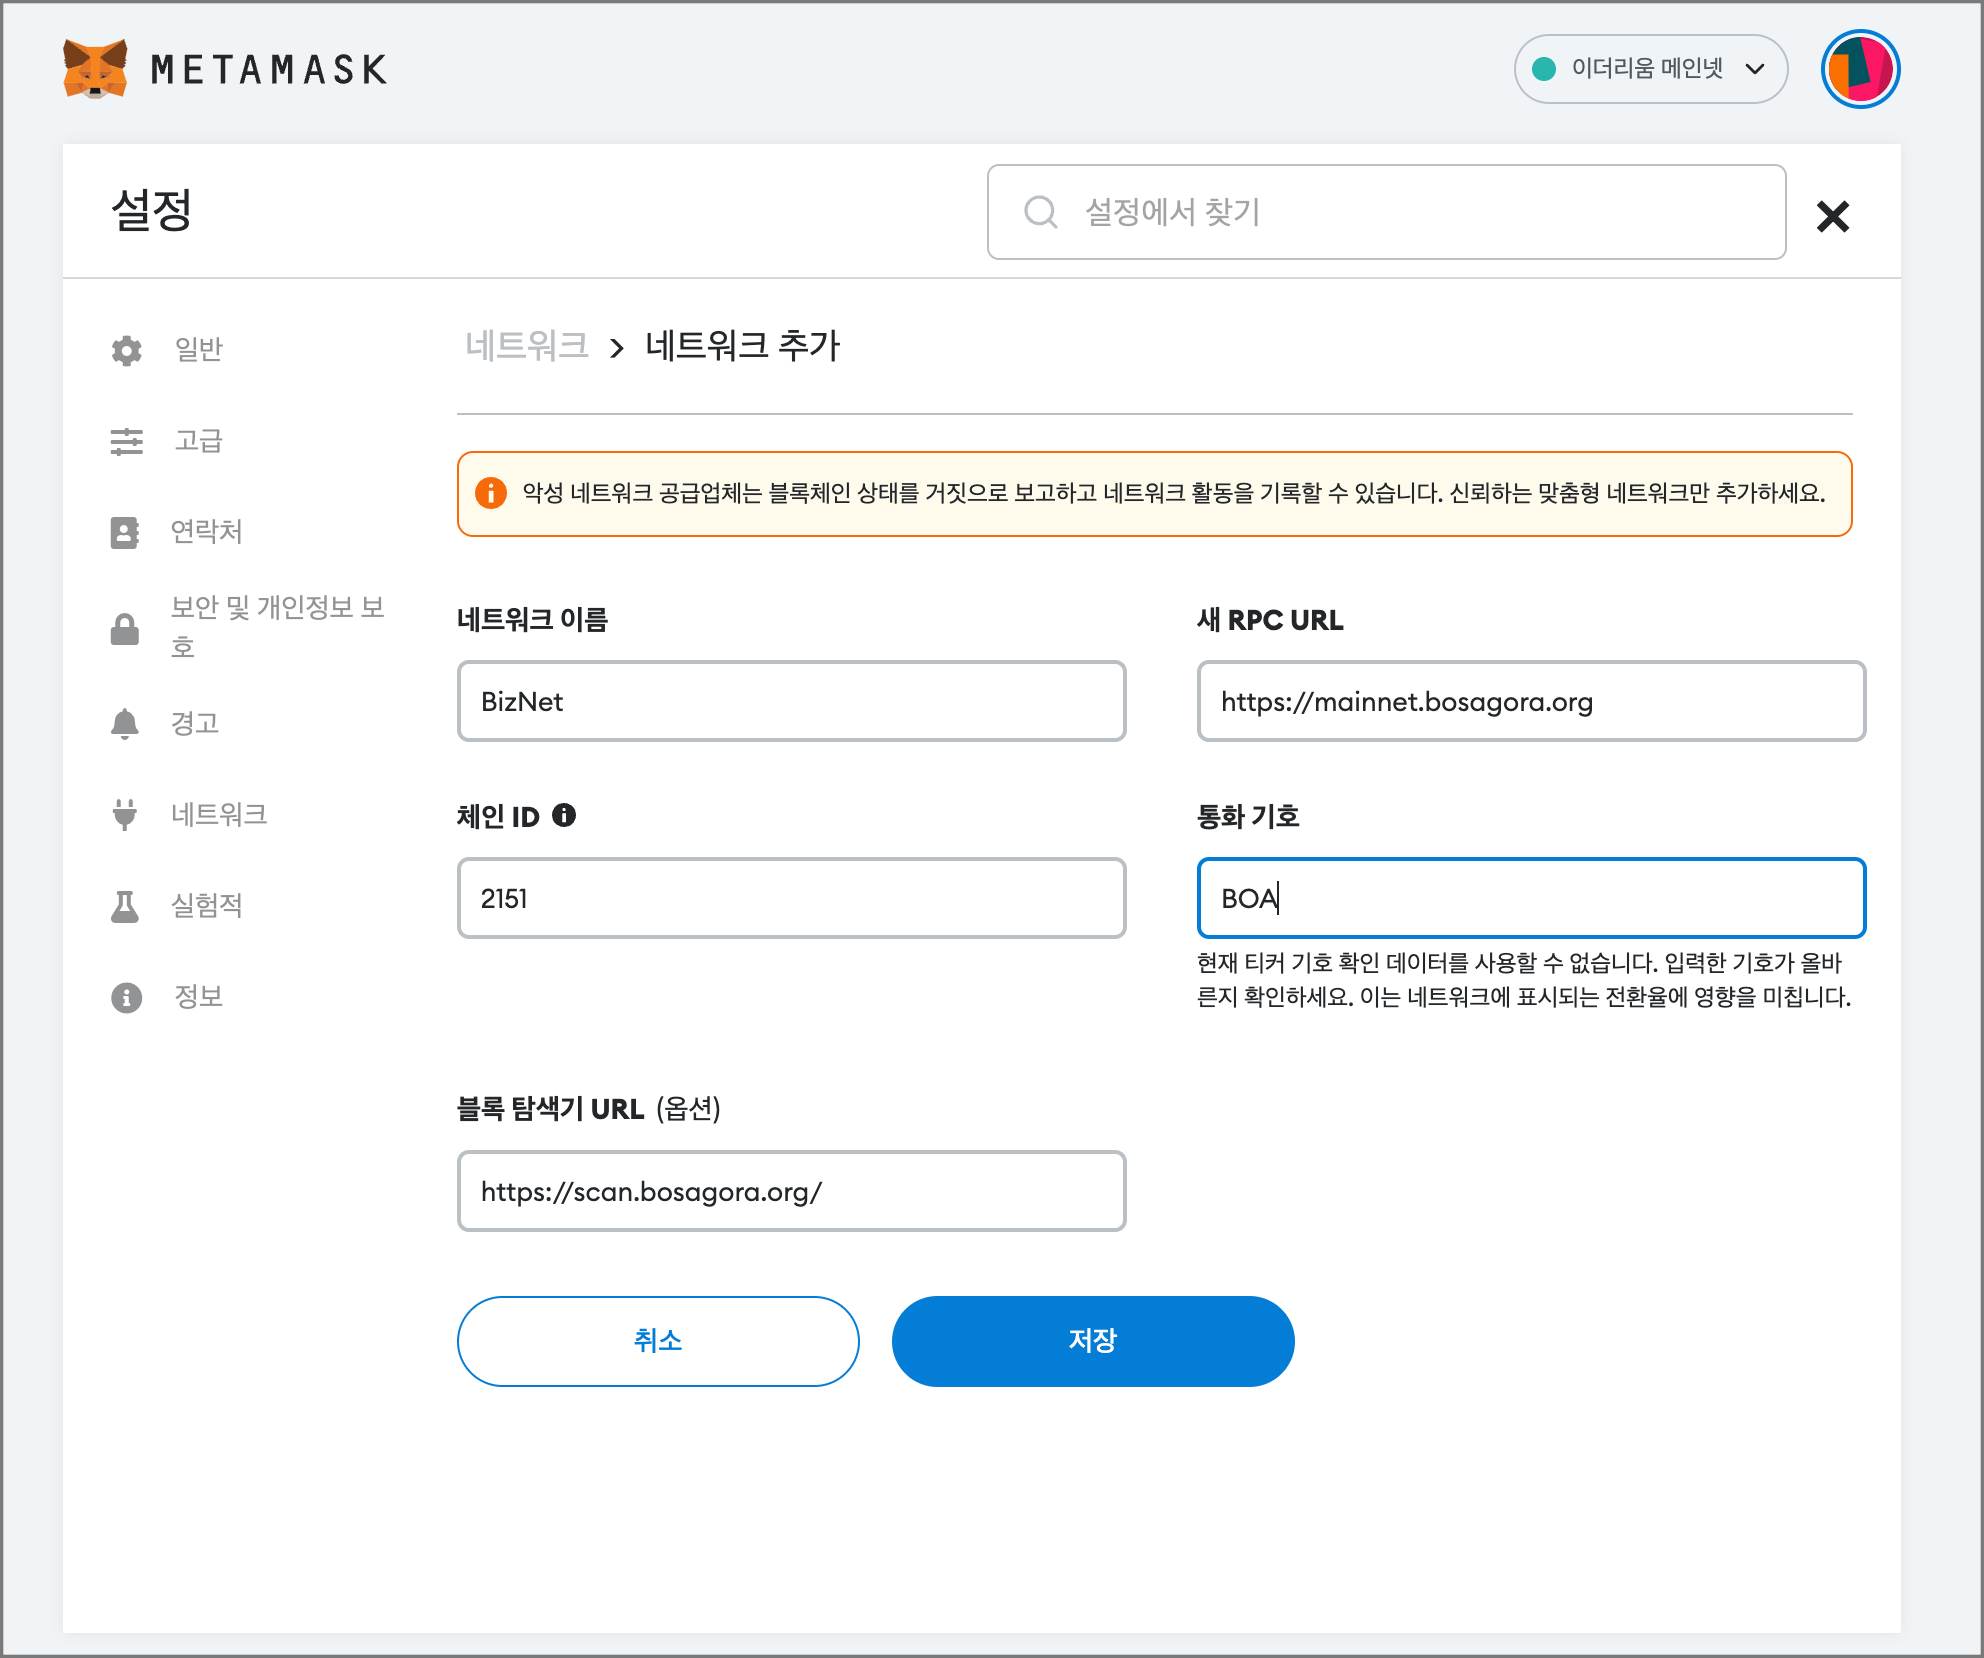 METAMASK
이더리움 메인넷
설정
설정에서 찾기
일반
고급
연락처
보안 및 개인정보 보
호
경고
네트워크
실험적
정보
네트워크 > 네트워크 추가
악성 네트워크 공급업체는 블록체인 상태를 거짓으로 보고하고 네트워크 활동을 기록할 수 있습니다. 신뢰하는 맞춤형 네트워크만 추가하세요.
네트워크 이름
BizNet
새 RPC URL
https://mainnet.bosagora.org
체인 ID
2151
통화 기호
BOA
현재 티커 기호 확인 데이터를 사용할 수 없습니다. 입력한 기호가 올바
른지 확인하세요. 이는 네트워크에 표시되는 전환율에 영향을 미칩니다.
블록 탐색기 URL (옵션)
https://scan.bosagora.org/
취소
저장